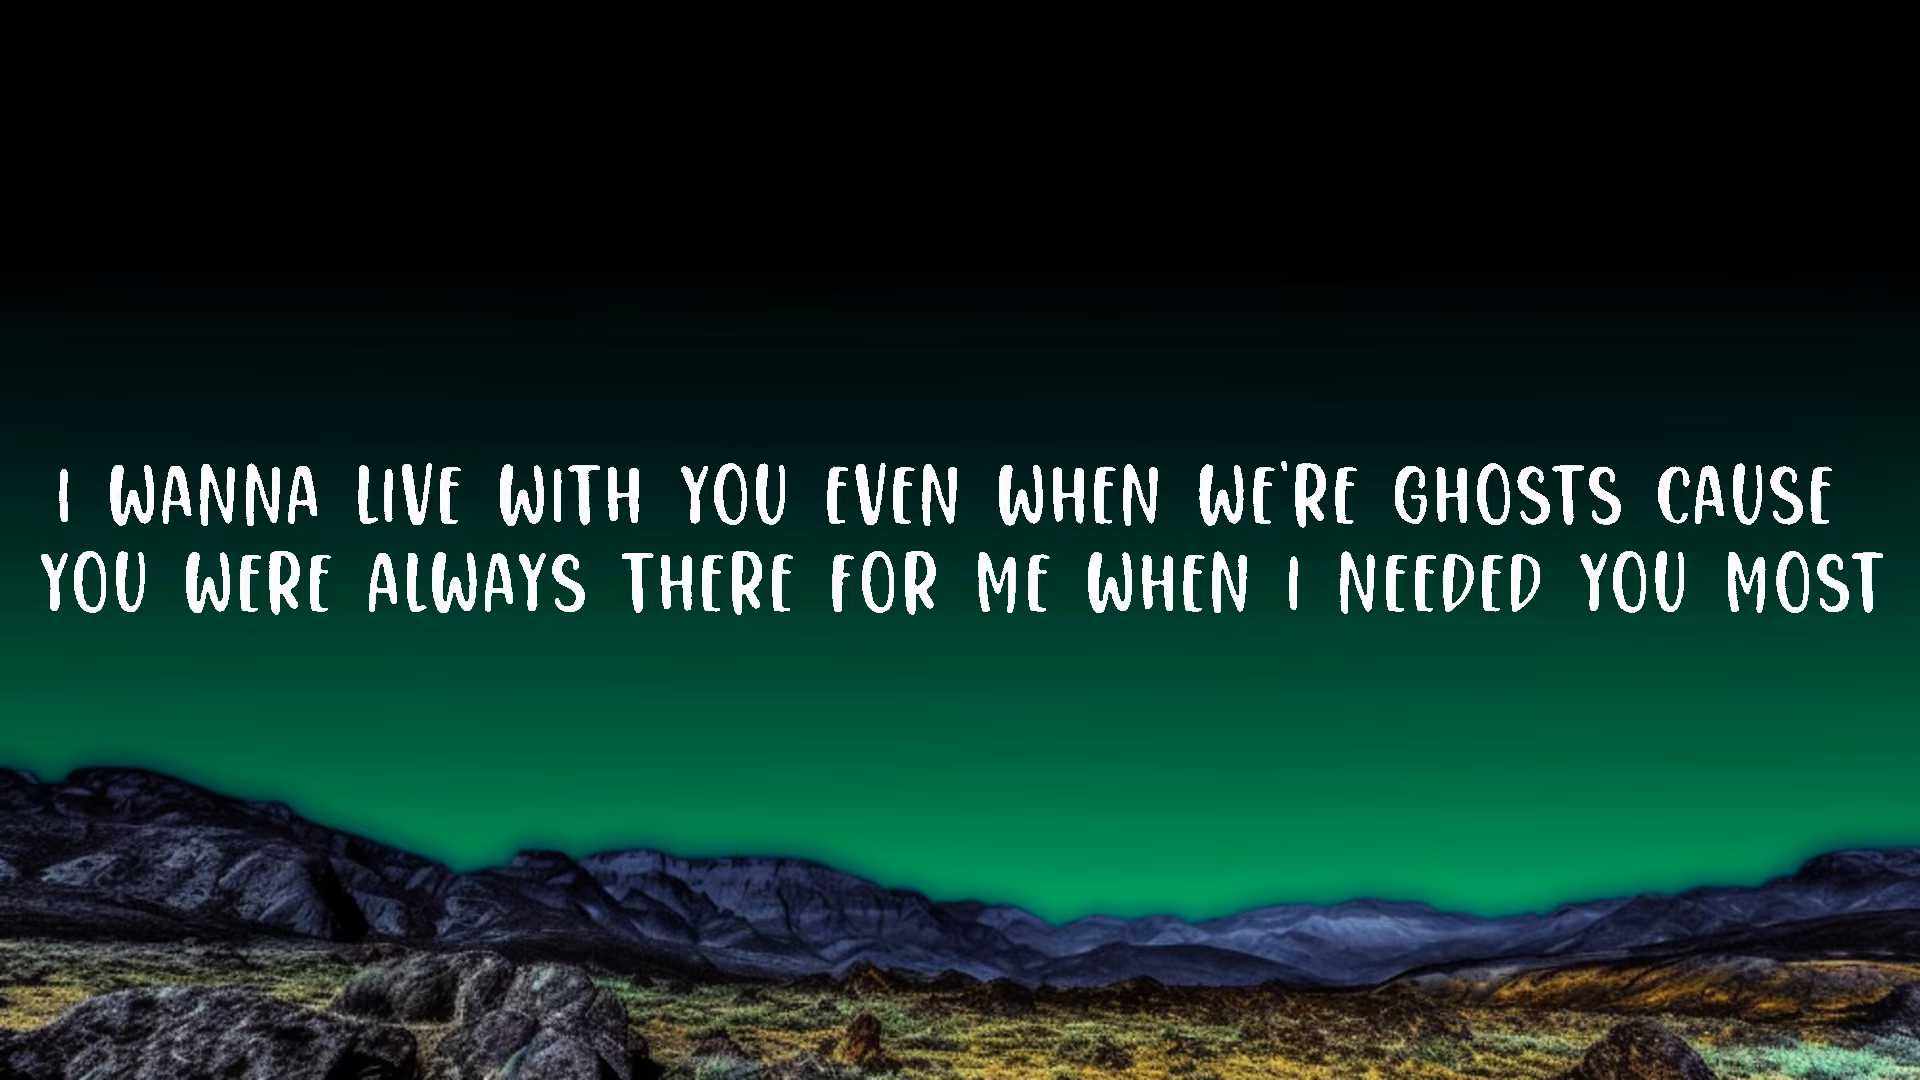 I WANNA LIVE WITH YOU EVEN WHEN WE'RE GHOSTS CAUSE
YOU WERE ALWAYS THERE FOR ME WHEN I NEEDED YOU MOST